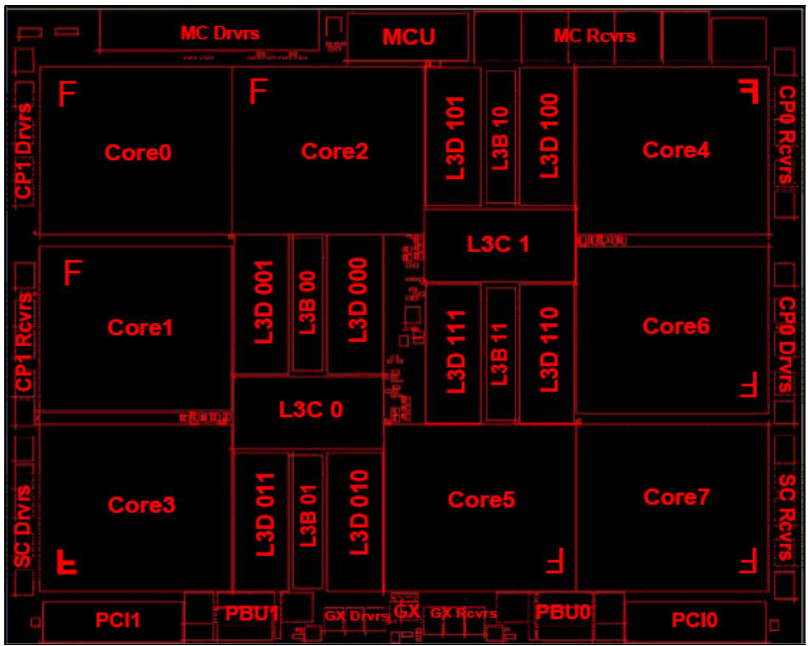 MC Drvrs
MCU
MC Rcvrs
CP1 Drvrs
F
Core0
F
Core2
L3D 101
L3B 10
L3D 100
F
Core4
CP0 Rcvrs
L3C 1
CP1 Rcvrs
F
Core1
L3D 001
L3B 00
L3D 000
L3D 111
L3B 11
L3D 110
Core6
F
CP0 Drvrs
L3C 0
SC Drvrs
Core3
F
L3D 011
L3B 01
L3D 010
Core5
F
Core7
F
SC Rcvrs
PCI1
PBU1
GX Drvrs
GX
GX Rcvrs
PBU0
PCI0